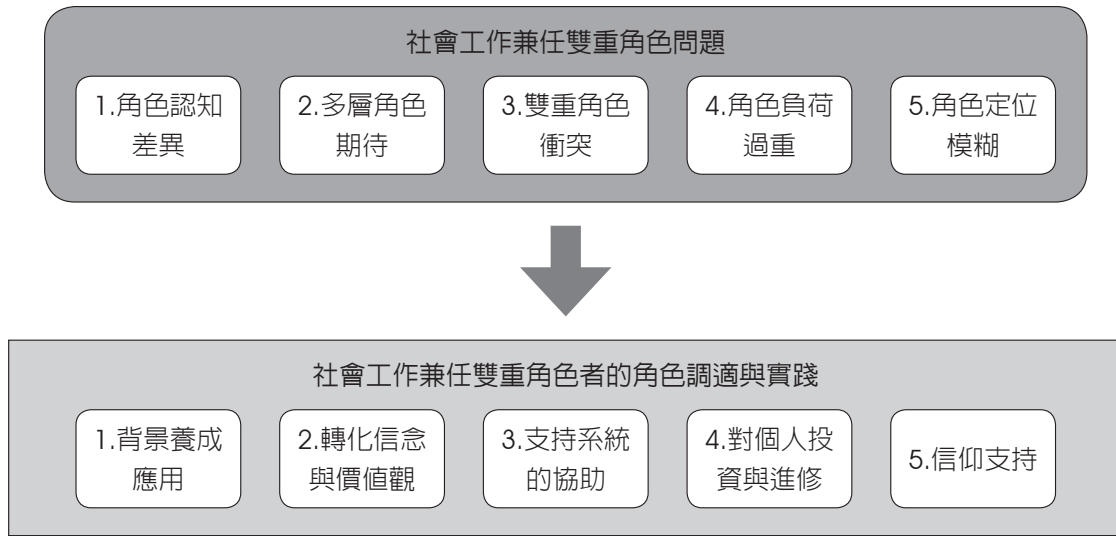 社會工作兼任雙重角色問題
1.角色認知
差異
2.多層角色
期待
3.雙重角色
衝突
4.角色負荷
過重
5.角色定位
模糊
社會工作兼任雙重角色者的角色調適與實踐
1.背景養成
應用
2.轉化信念
與價值觀
3.支持系統
的協助
4.對個人投
資與進修
5.信仰支持